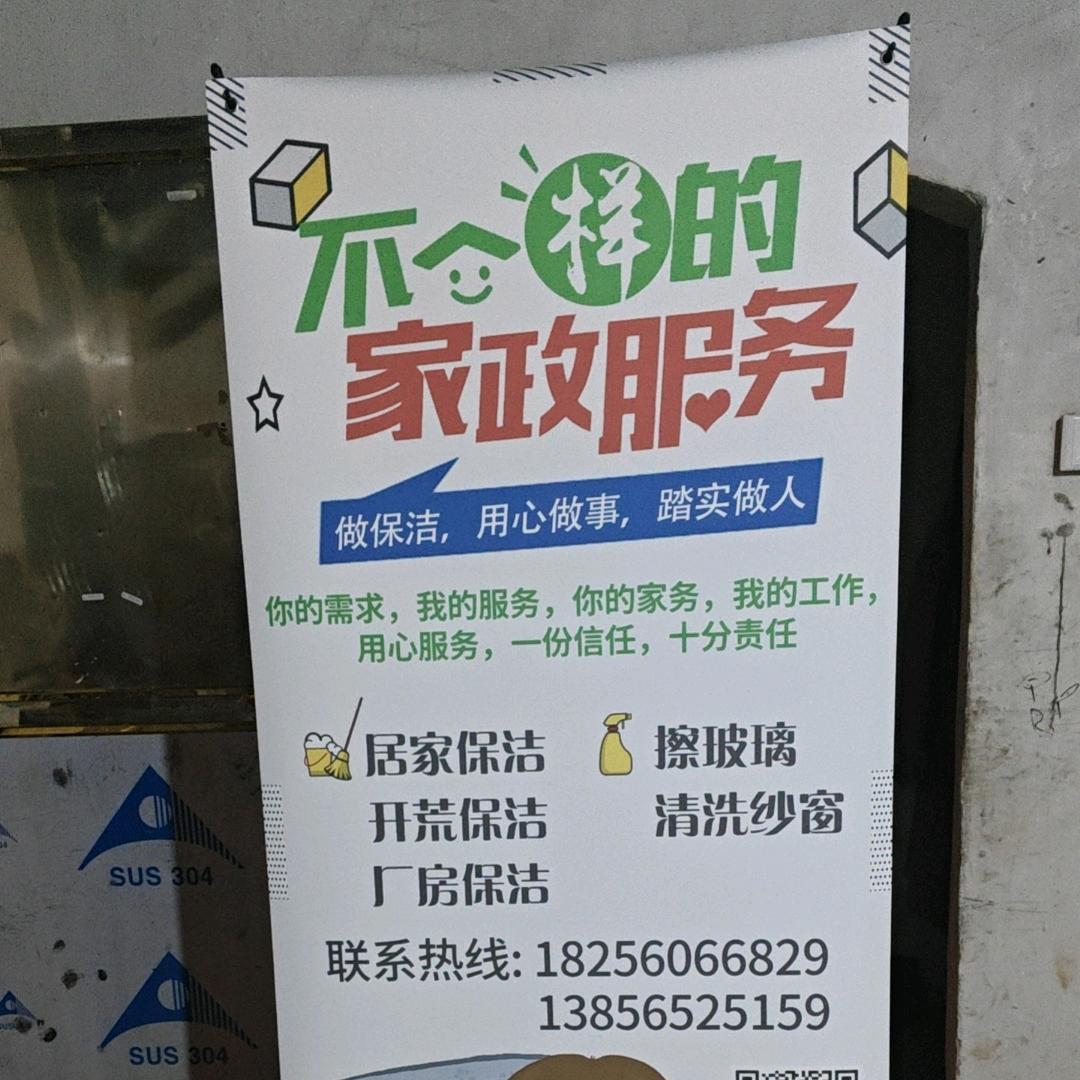 不一样的
家政服务
做保洁，用心做事，踏实做人
你的需求，我的服务，你的家务，我的工作，
用心服务，一份信任，十分责任
居家保洁 擦玻璃
开荒保洁 清洗纱窗
厂房保洁
联系热线: 18256066829
13856525159
SUS 304
SUS 304